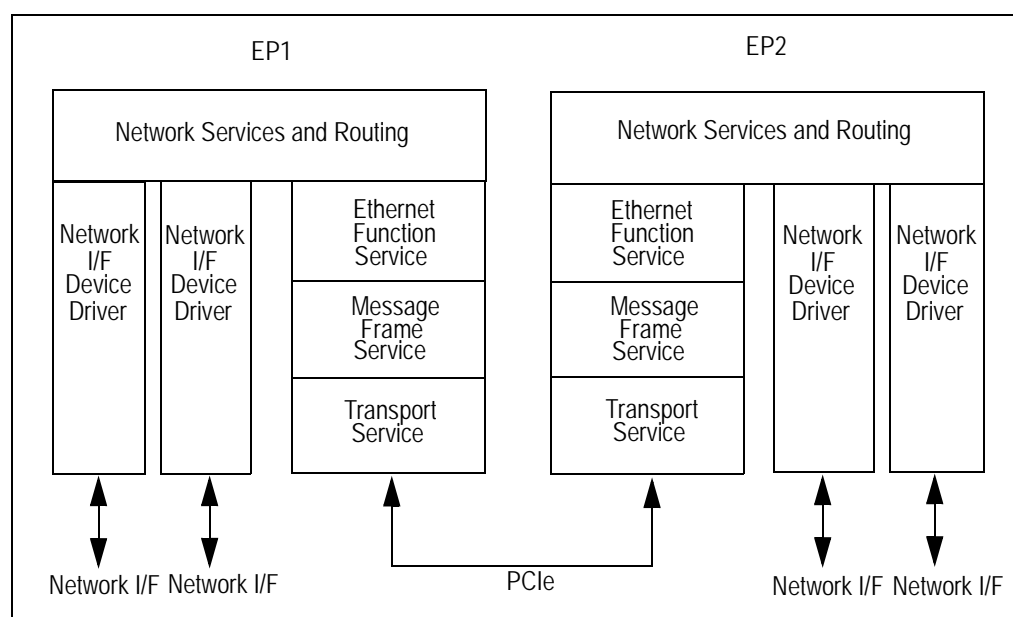 EP1
EP2
Network Services and Routing
Network Services and Routing
Network
I/F
Device
Driver
Network
I/F
Device
Driver
Ethernet
Function
Service
Message
Frame
Service
Transport
Service
Ethernet
Function
Service
Message
Frame
Service
Transport
Service
Network
I/F
Device
Driver
Network
I/F
Device
Driver
Network I/F
Network I/F
PCIe
Network I/F
Network I/F